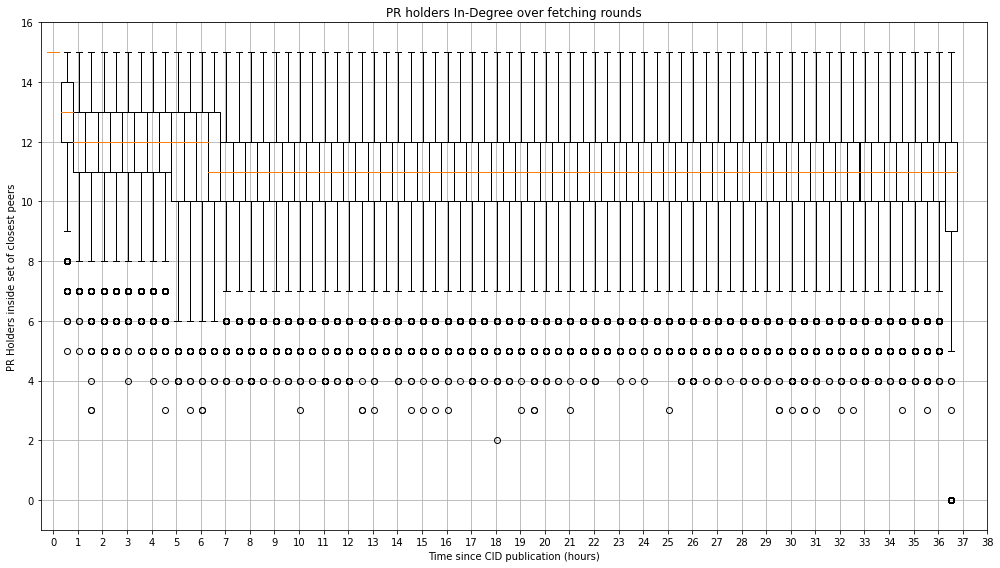 PR holders In-Degree over fetching rounds
PR Holders inside set of closest peers
16
14
12
10
8
6
4
2
0
0 1 2 3 4 5 6 7 8 9 10 11 12 13 14 15 16 17 18 19 20 21 22 23 24 25 26 27 28 29 30 31 32 33 34 35 36 37 38
Time since CID publication (hours)